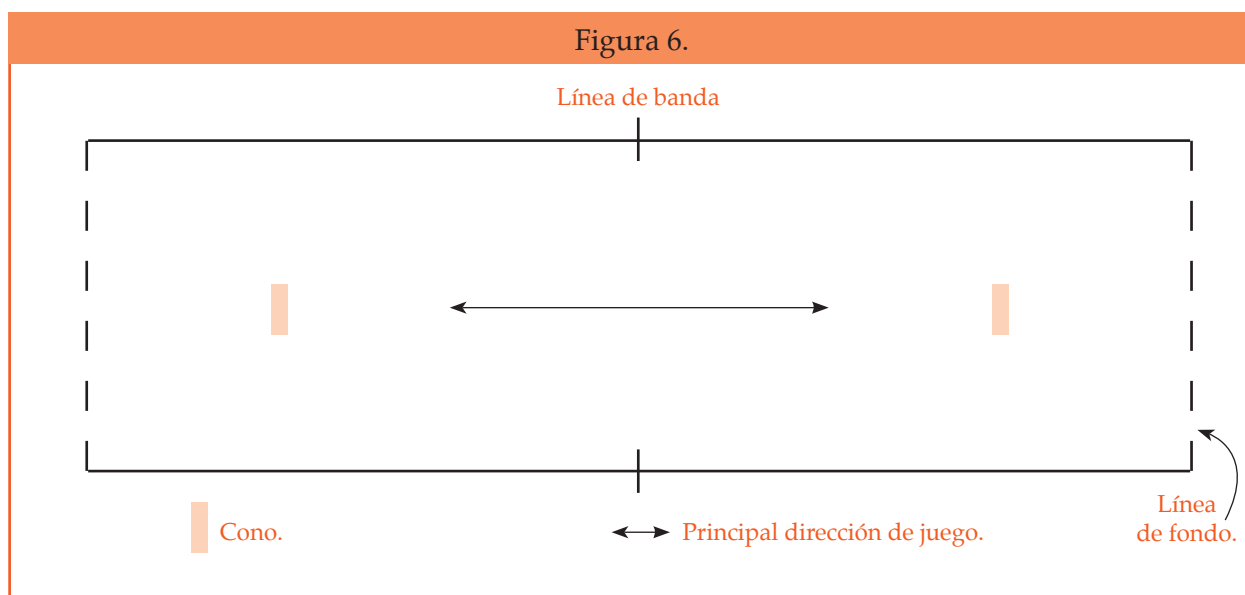 Figura 6.
Línea de banda
Cono.
Principal dirección de juego.
Línea
de fondo.